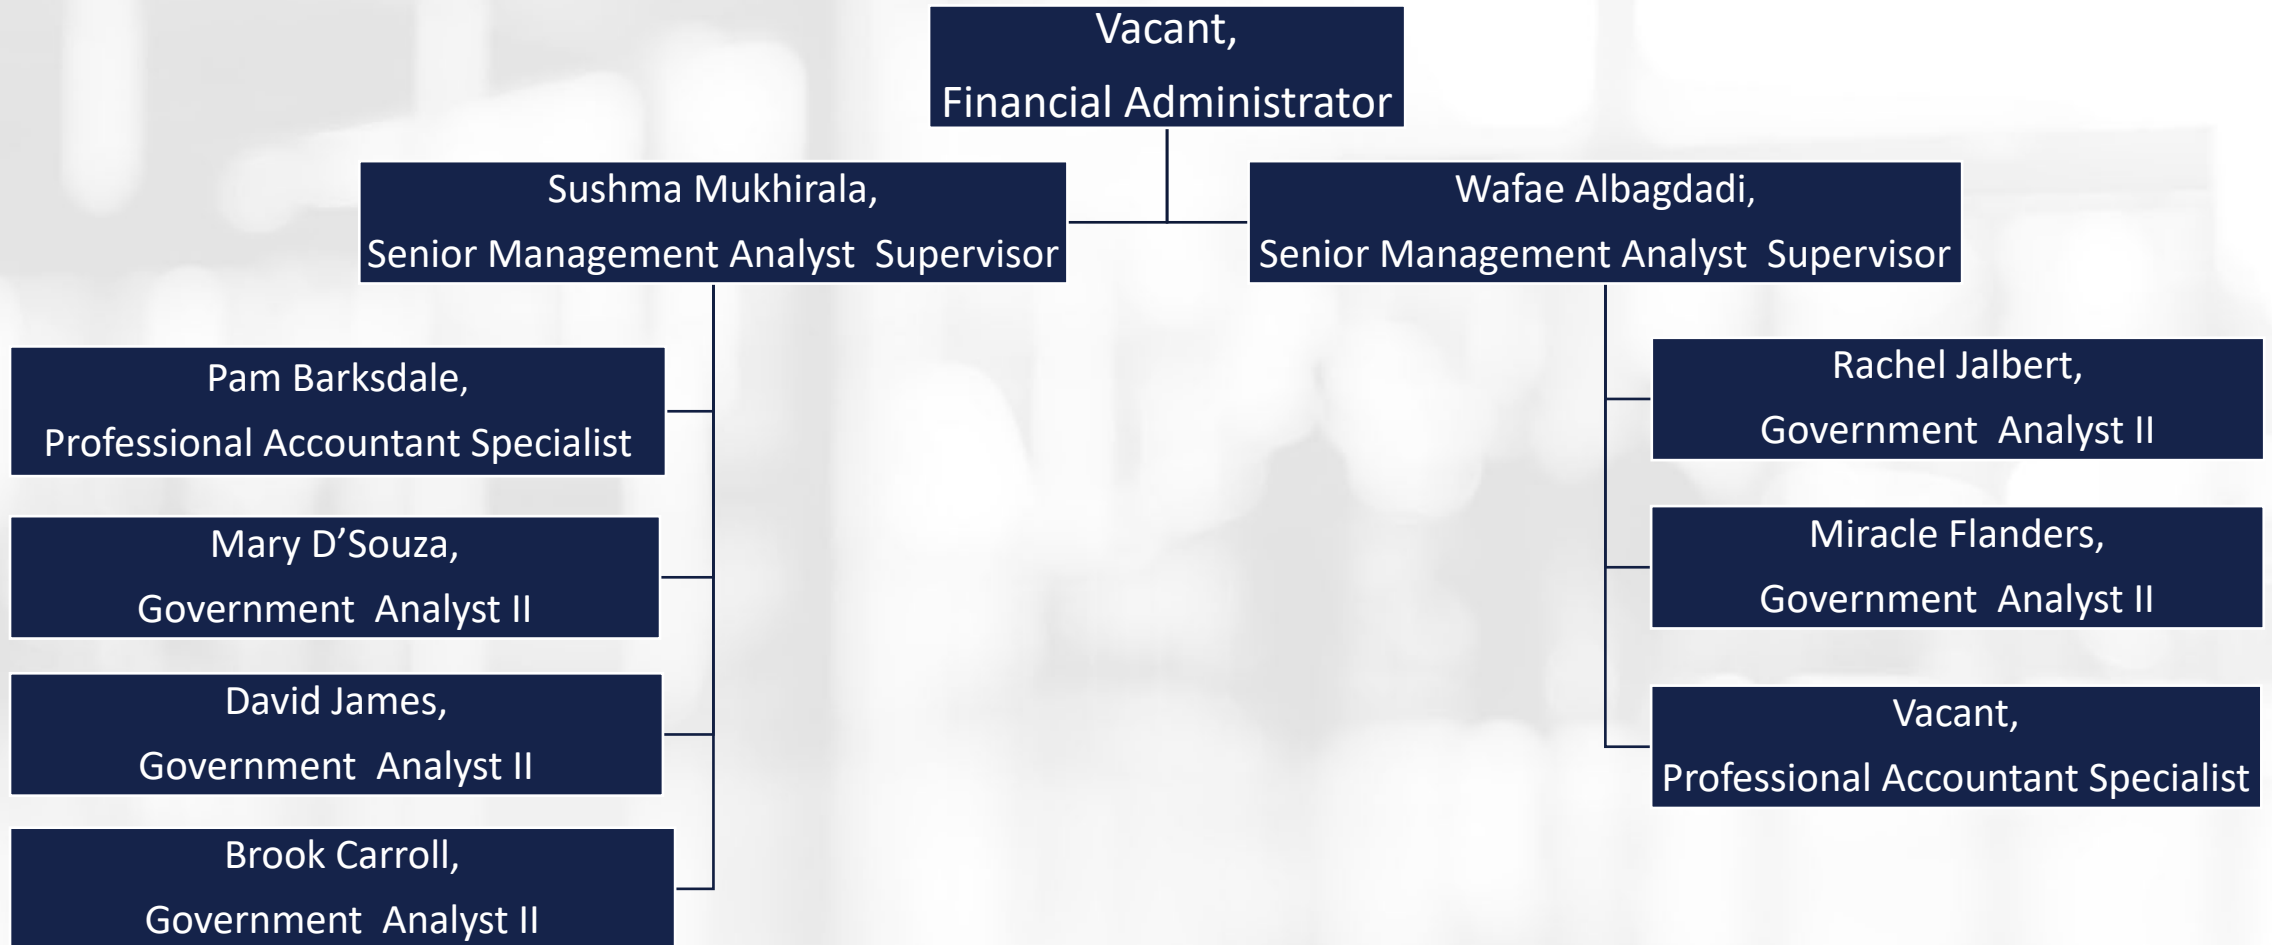 Vacant,
Financial Administrator
Sushma Mukhirala,
Senior Management Analyst  Supervisor
Wafae Albagdadi,
Senior Management Analyst  Supervisor
Pam Barksdale,
Professional Accountant Specialist
Mary D’Souza,
Government  Analyst II
David James,
Government  Analyst II
Brook Carroll,
Government  Analyst II
Rachel Jalbert,
Government  Analyst II
Miracle Flanders,
Government  Analyst II
Vacant,
Professional Accountant Specialist